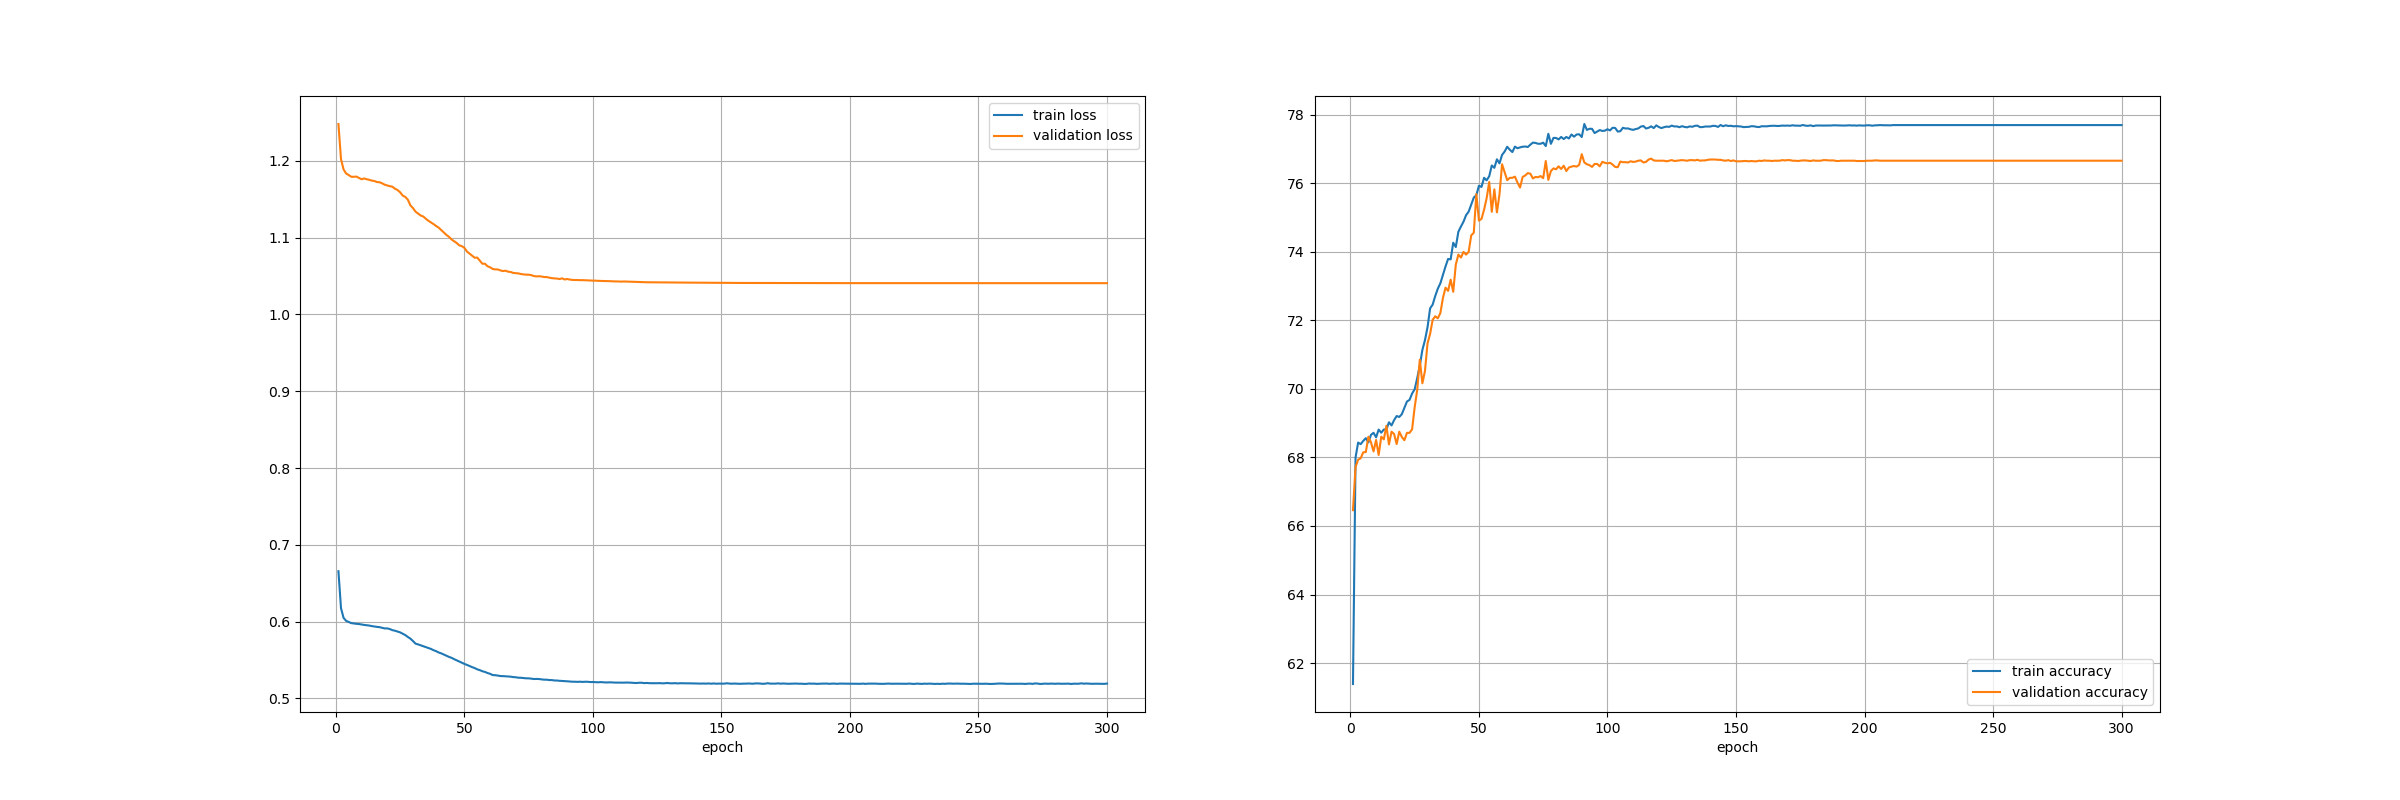 train loss
validation loss
1.2
1.1
1.0
0.9
0.8
0.7
0.6
0.5
0 50 100 150 200 250 300
epoch
78
76
74
72
70
68
66
64
62
train accuracy
validation accuracy
0 50 100 150 200 250 300
epoch